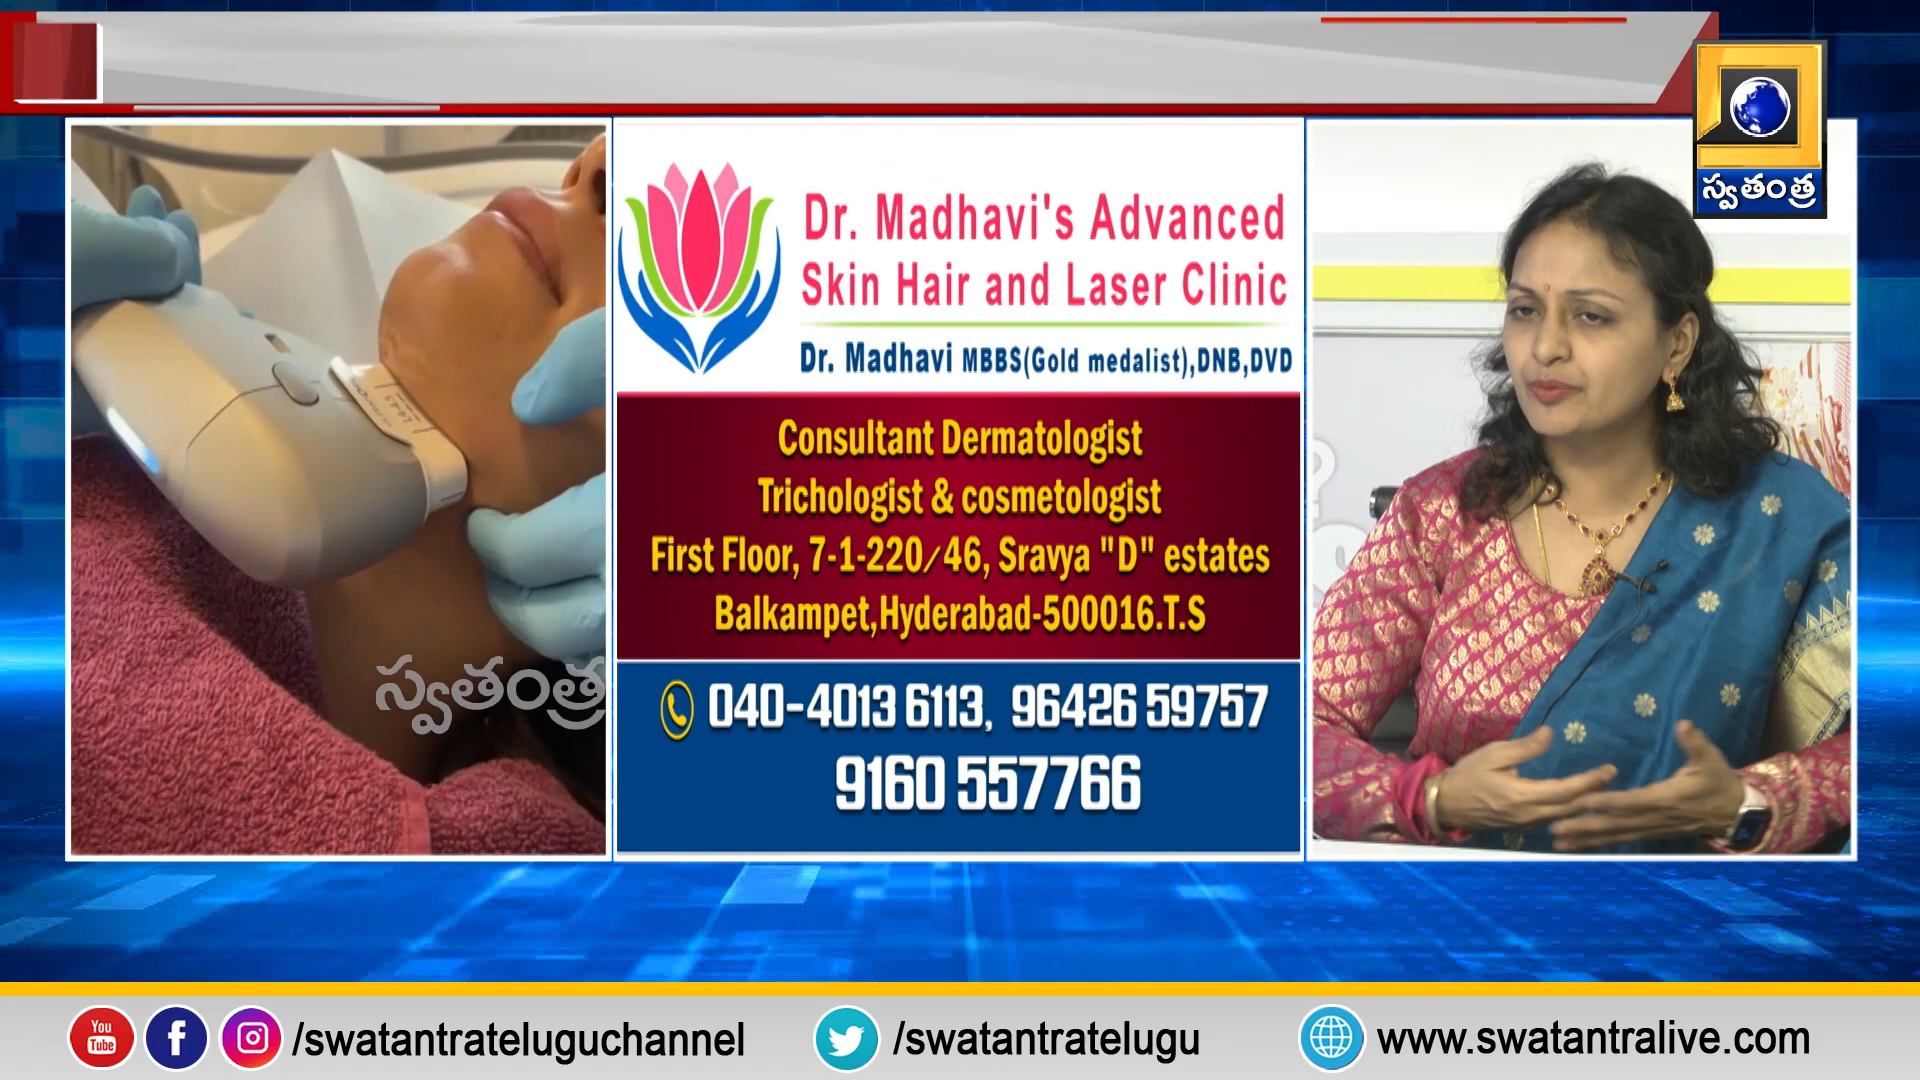 స్వతంత్ర
Dr. Madhavi's Advanced
Skin Hair and Laser Clinic
Dr. Madhavi MBBS(Gold medalist),DNB,DVD
Consultant Dermatologist
Trichologist & cosmetologist
First Floor, 7-1-220/46, Sravya "D" estates
Balkampet,Hyderabad-500016.T.S
040-4013 6113, 96426 59757
9160 557766
స్వతంత్ర
You
Tube
/swatantrateluguchannel
/swatantratelugu
www.swatantralive.com